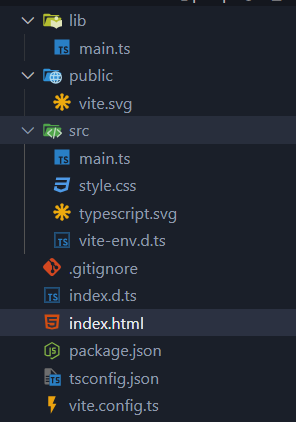 lib
TS main.ts
public
vite.svg
src
TS main.ts
style.css
typescript.svg
TS vite-env.d.ts
.gitignore
TS index.d.ts
index.html
package.json
TS tsconfig.json
vite.config.ts